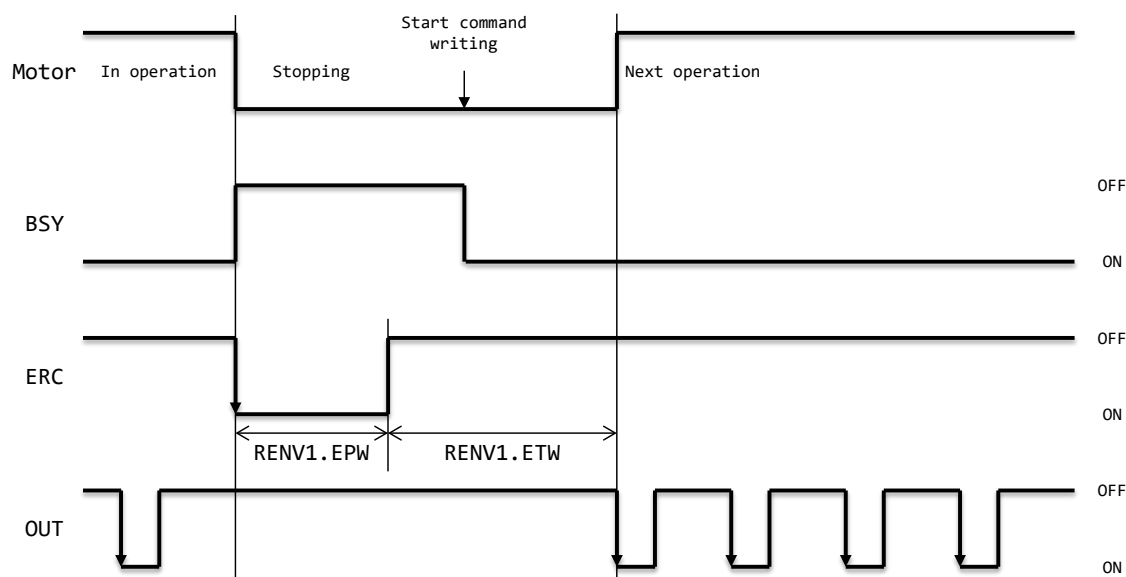 Start command
writing
Motor
In operation
Stopping
Next operation
OFF
BSY
ON
OFF
ERC
ON
RENV1.EPW
RENV1.ETW
OFF
OUT
ON